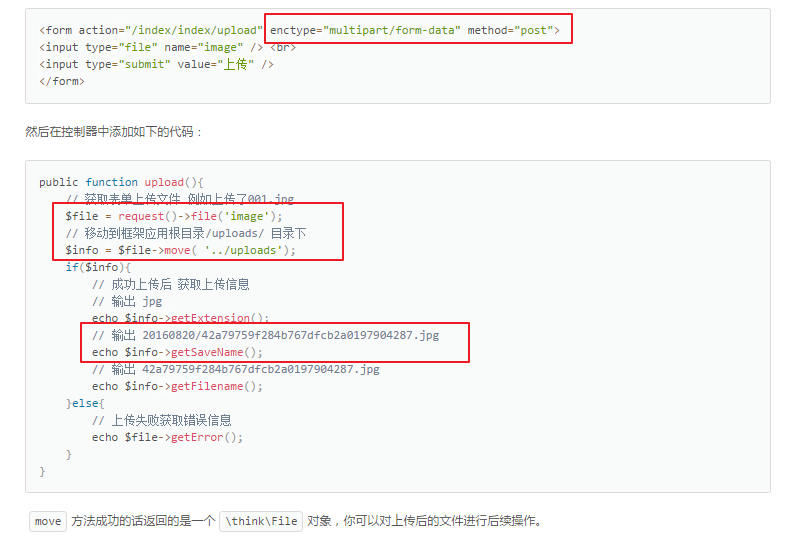 <form action="/index/index/upload" enctype="multipart/form-data" method="post">
<input type="file" name="image" /> <br>
<input type="submit" value="上传" />
</form>
然后在控制器中添加如下的代码：
public function upload(){
// 获取表单上传文件 例如上传了001.jpg
$file = request()->file('image');
// 移动到框架应用根目录/uploads/ 目录下
$info = $file->move( '../uploads');
if($info){
// 成功上传后 获取上传信息
// 输出 jpg
echo $info->getExtension();
// 输出 20160820/42a79759f284b767dfcb2a0197904287.jpg
echo $info->getSaveName();
// 输出 42a79759f284b767dfcb2a0197904287.jpg
echo $info->getFilename();
}else{
// 上传失败获取错误信息
echo $file->getError();
}
}
move 方法成功的话返回的是一个 \think\File 对象，你可以对上传后的文件进行后续操作。